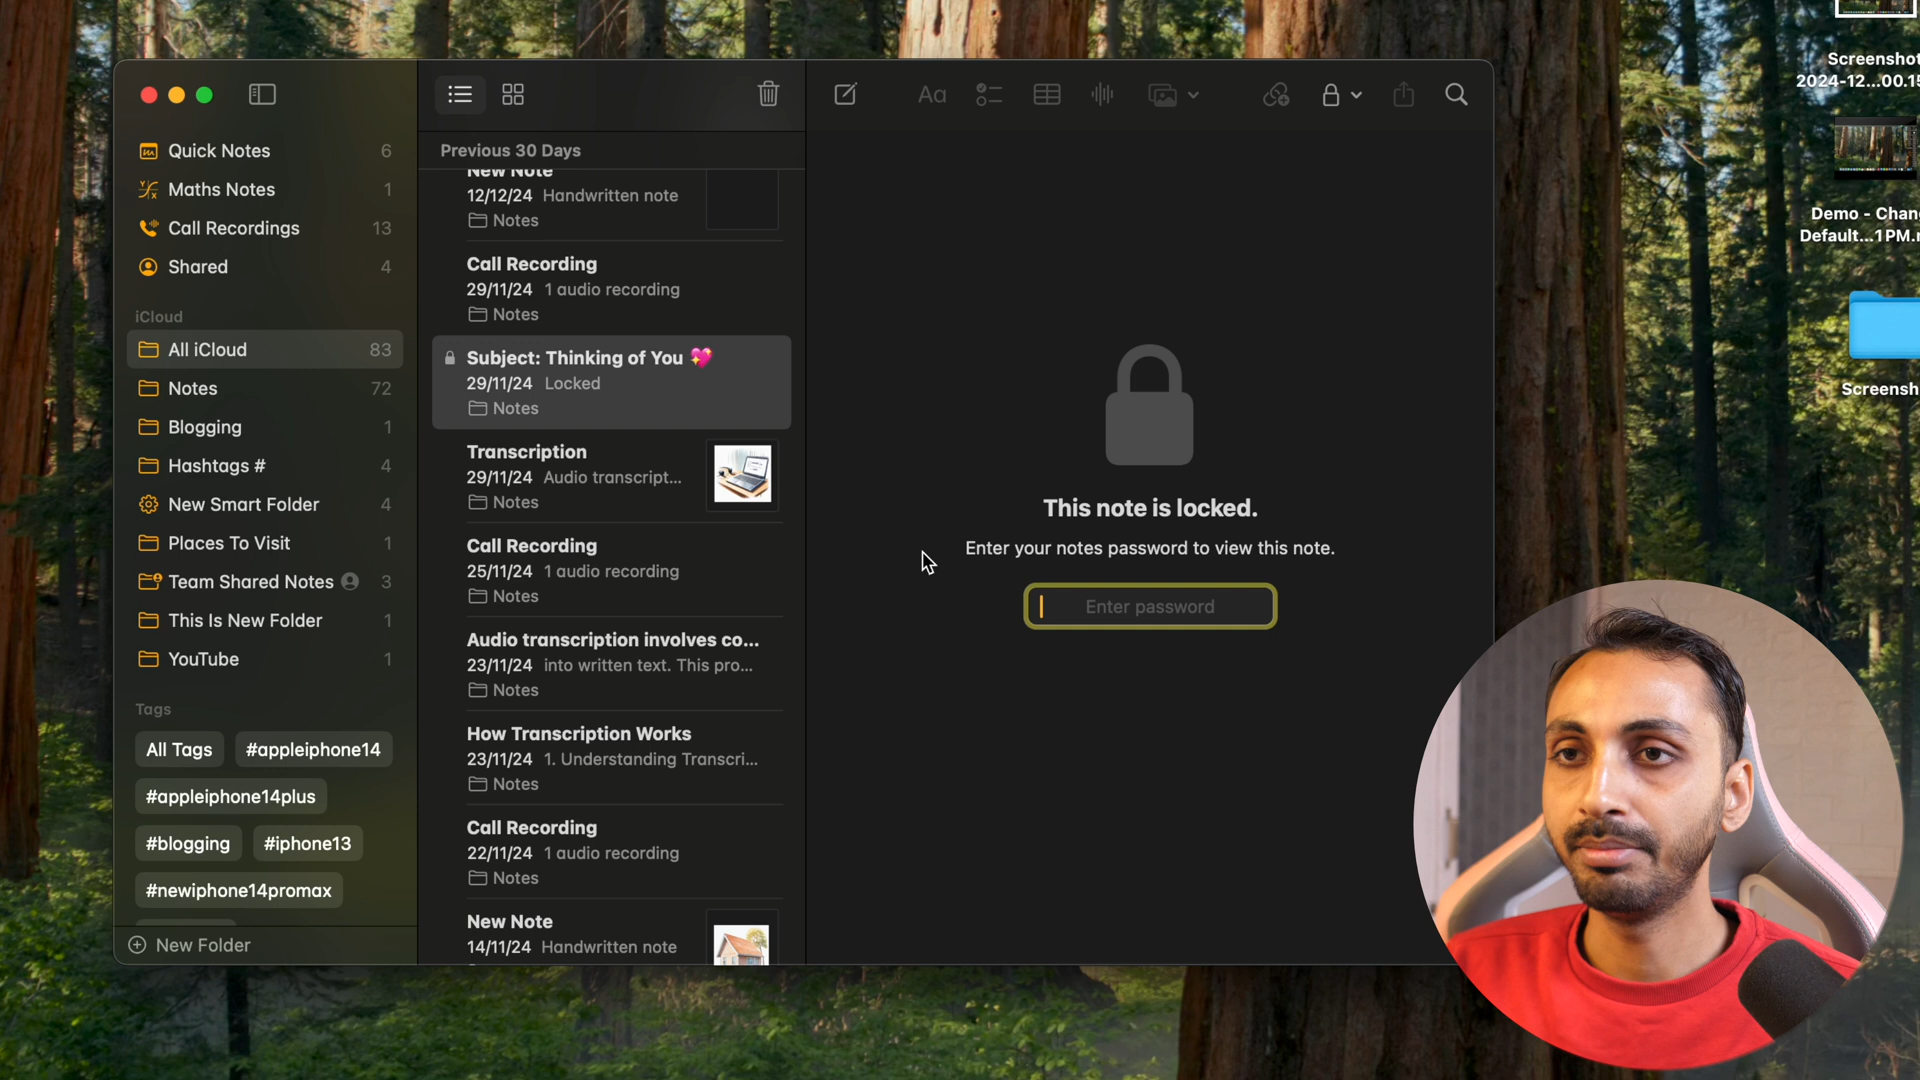 Quick Notes 6
Maths Notes 1
Call Recordings 13
Shared 4
iCloud
All iCloud 83
Notes 72
Blogging 1
Hashtags # 4
New Smart Folder 4
Places To Visit 1
Team Shared Notes 3
This Is New Folder 1
YouTube 1
Tags
All Tags #appleiphone14
#appleiphone14plus
#blogging #iphone13
#newiphone14promax
New Folder
Previous 30 Days
New Note
12/12/24 Handwritten note
Notes
Call Recording
29/11/24 1 audio recording
Notes
Subject: Thinking of You 💖
29/11/24 Locked
Notes
Transcription
29/11/24 Audio transcript...
Notes
Call Recording
25/11/24 1 audio recording
Notes
Audio transcription involves co...
23/11/24 into written text. This pro...
Notes
How Transcription Works
23/11/24 1. Understanding Transcri...
Notes
Call Recording
22/11/24 1 audio recording
Notes
New Note
14/11/24 Handwritten note
Aa
This note is locked.
Enter your notes password to view this note.
Enter password
Screenshot
2024-12...00.15
Demo - Chan
Default...1PM.
Screensh